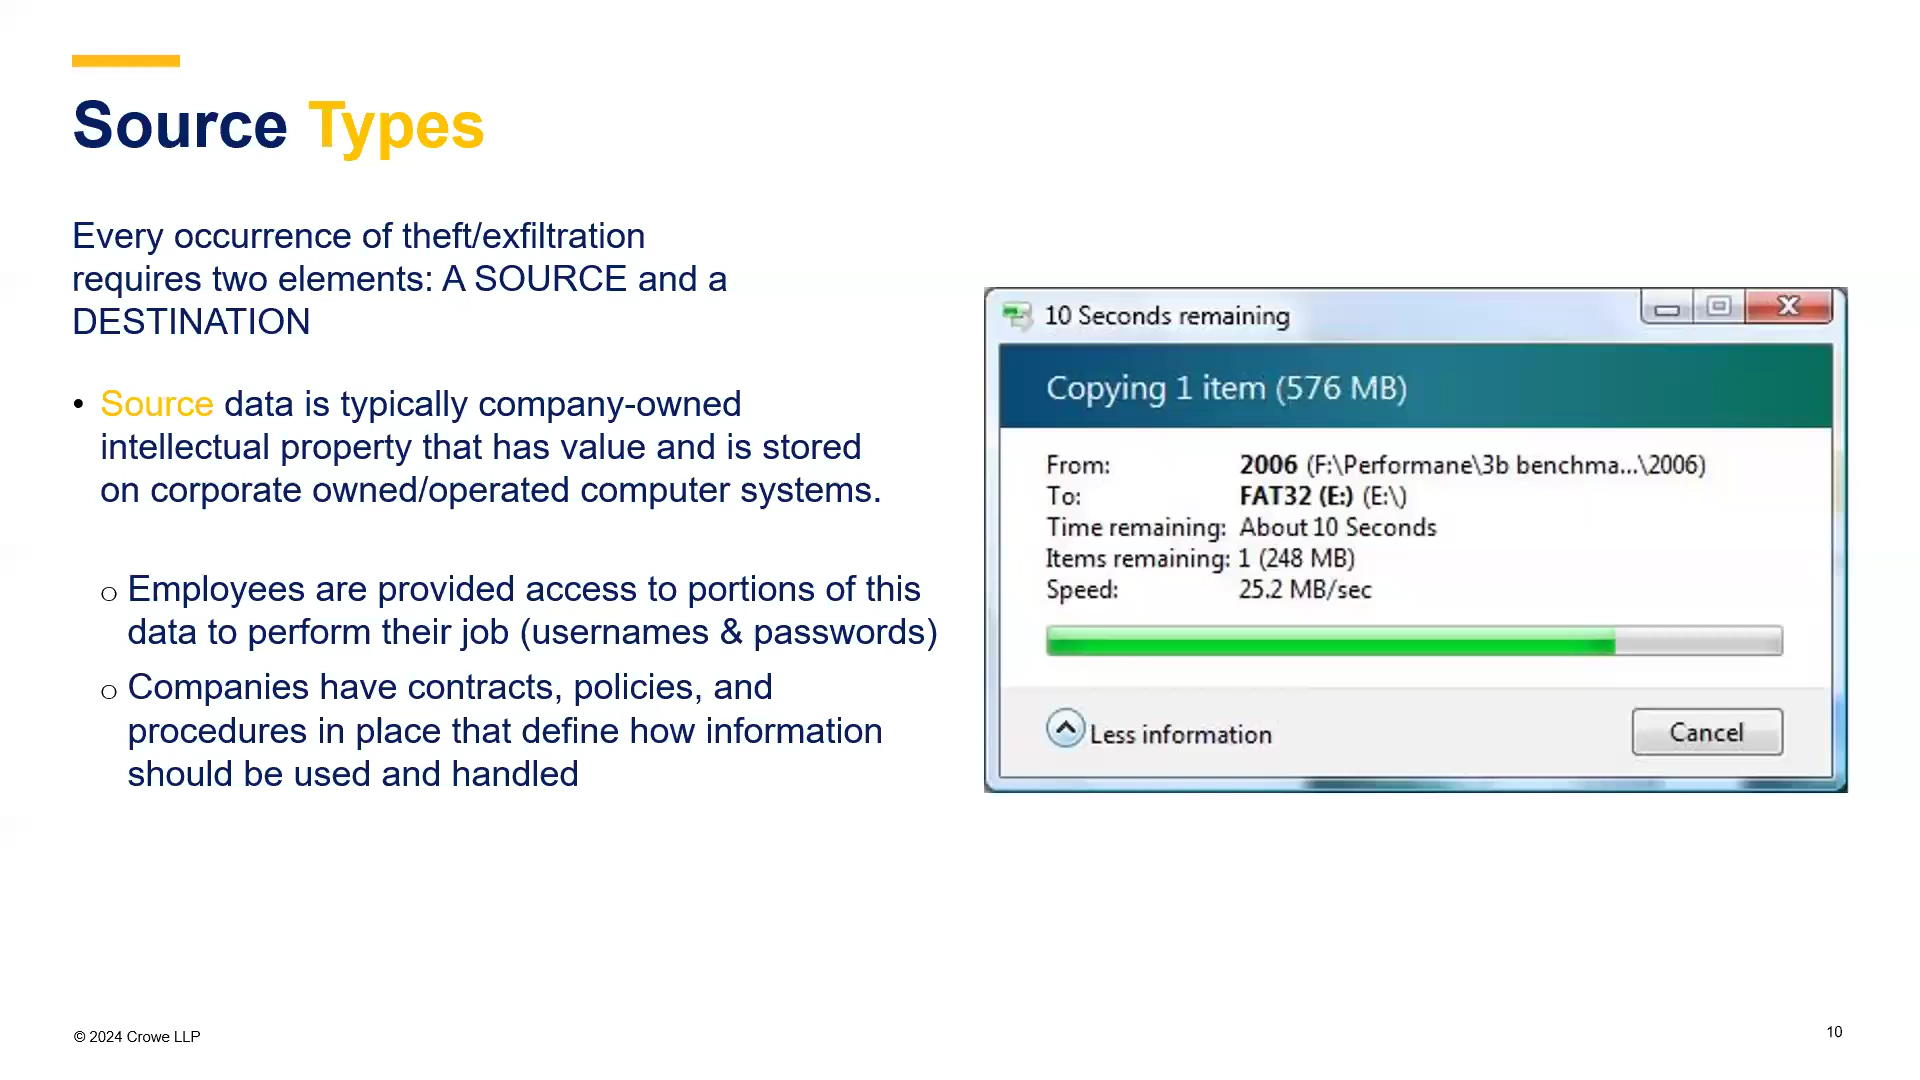 Source Types
Every occurrence of theft/exfiltration
requires two elements: A SOURCE and a
DESTINATION
• Source data is typically company-owned
intellectual property that has value and is stored
on corporate owned/operated computer systems.
o Employees are provided access to portions of this
data to perform their job (usernames & passwords)
o Companies have contracts, policies, and
procedures in place that define how information
should be used and handled
10 Seconds remaining
Copying 1 item (576 MB)
From: 2006 (F:\Performane\3b benchma...\2006)
To: FAT32 (E:) (E:\)
Time remaining: About 10 Seconds
Items remaining: 1 (248 MB)
Speed: 25.2 MB/sec
Less information
Cancel
© 2024 Crowe LLP
10